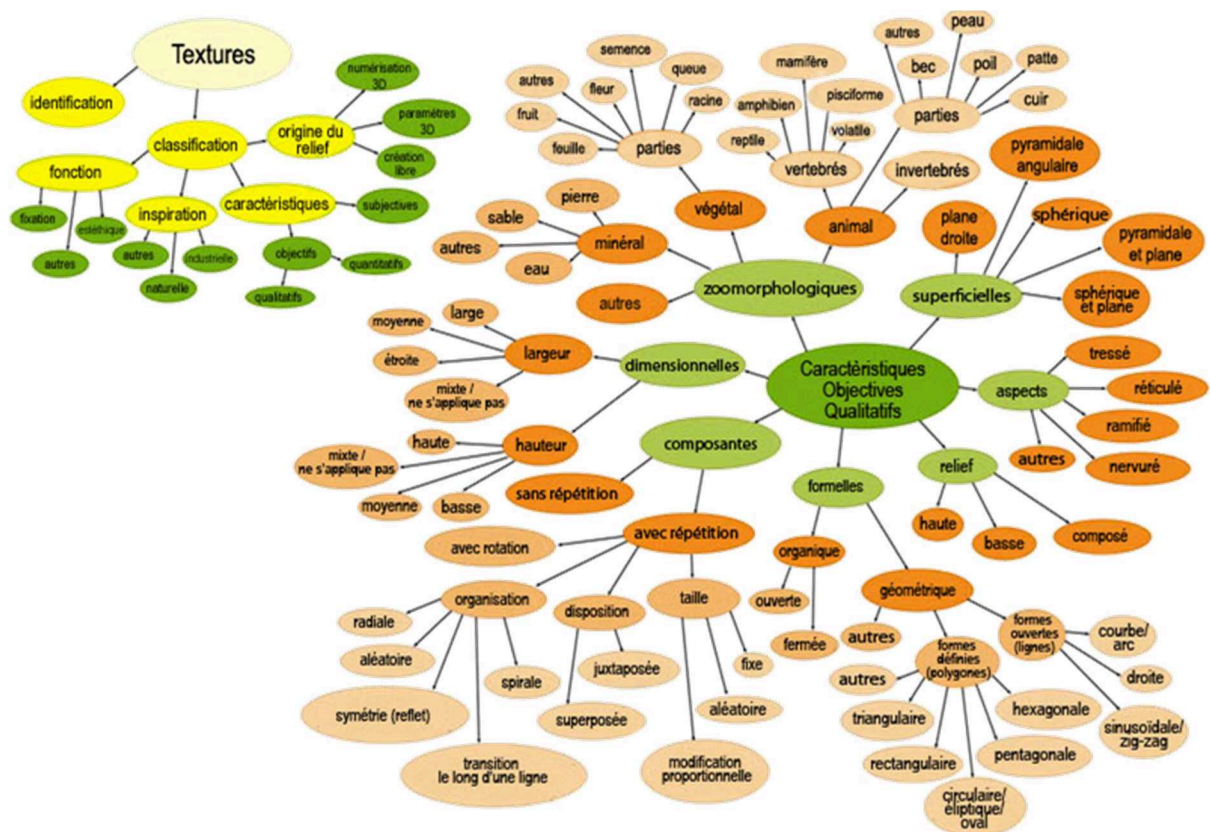 Textures
identification
classification
origine du
relief
numérisation
3D
paramètres
3D
création
libre
fonction
fixation
autres
estéthique
inspiration
autres
naturelle
industrielle
caractéristiques
subjectives
objectifs
quantitatifs
qualitatifs
Caractèristiques
Objectives
Qualitatifs
zoomorphologiques
végétal
parties
feuille
fruit
autres
fleur
semence
queue
racine
animal
vertebrés
reptile
amphibien
mamifère
pisciforme
volatile
invertebrés
parties
autres
bec
peau
poil
patte
cuir
minéral
pierre
sable
autres
eau
autres
superficielles
plane
droite
pyramidale
angulaire
sphérique
pyramidale
et plane
sphérique
et plane
dimensionnelles
largeur
large
moyenne
étroite
mixte /
ne s'applique pas
hauteur
haute
mixte /
ne s'applique pas
moyenne
basse
aspects
tressé
réticulé
ramifié
nervuré
autres
composantes
sans répétition
avec répétition
avec rotation
organisation
radiale
aléatoire
symétrie (reflet)
transition
le long d'une ligne
spirale
disposition
superposée
juxtaposée
taille
modification
proportionnelle
aléatoire
fixe
formelles
organique
ouverte
fermée
géométrique
autres
formes
définies
(polygones)
autres
triangulaire
rectangulaire
circulaire/
éliptique/
oval
pentagonale
hexagonale
formes
ouvertes
(lignes)
courbe/
arc
droite
sinusoïdale/
zig-zag
relief
haute
basse
composé